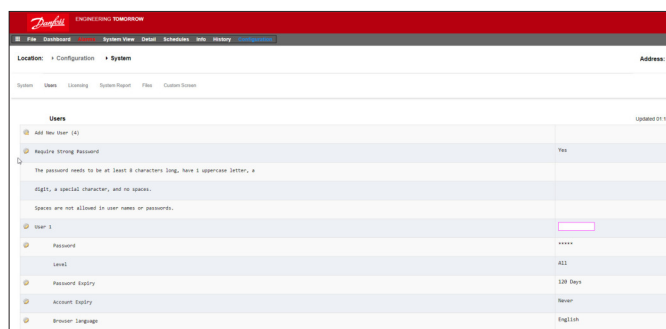 Danfoss ENGINEERING TOMORROW
File Dashboard System View Detail Schedules Info History Configuration
Location: Configuration System Address:
System Users Licensing System Report Files Custom Screen
Users Updated 01:1
Add New User (4)
Require Strong Password Yes
The password needs to be at least 8 characters long, have 1 uppercase letter, a
digit, a special character, and no spaces.
Spaces are not allowed in user names or passwords.
User 1
Password *****
Level All
Password Expiry 120 Days
Account Expiry Never
Browser language English